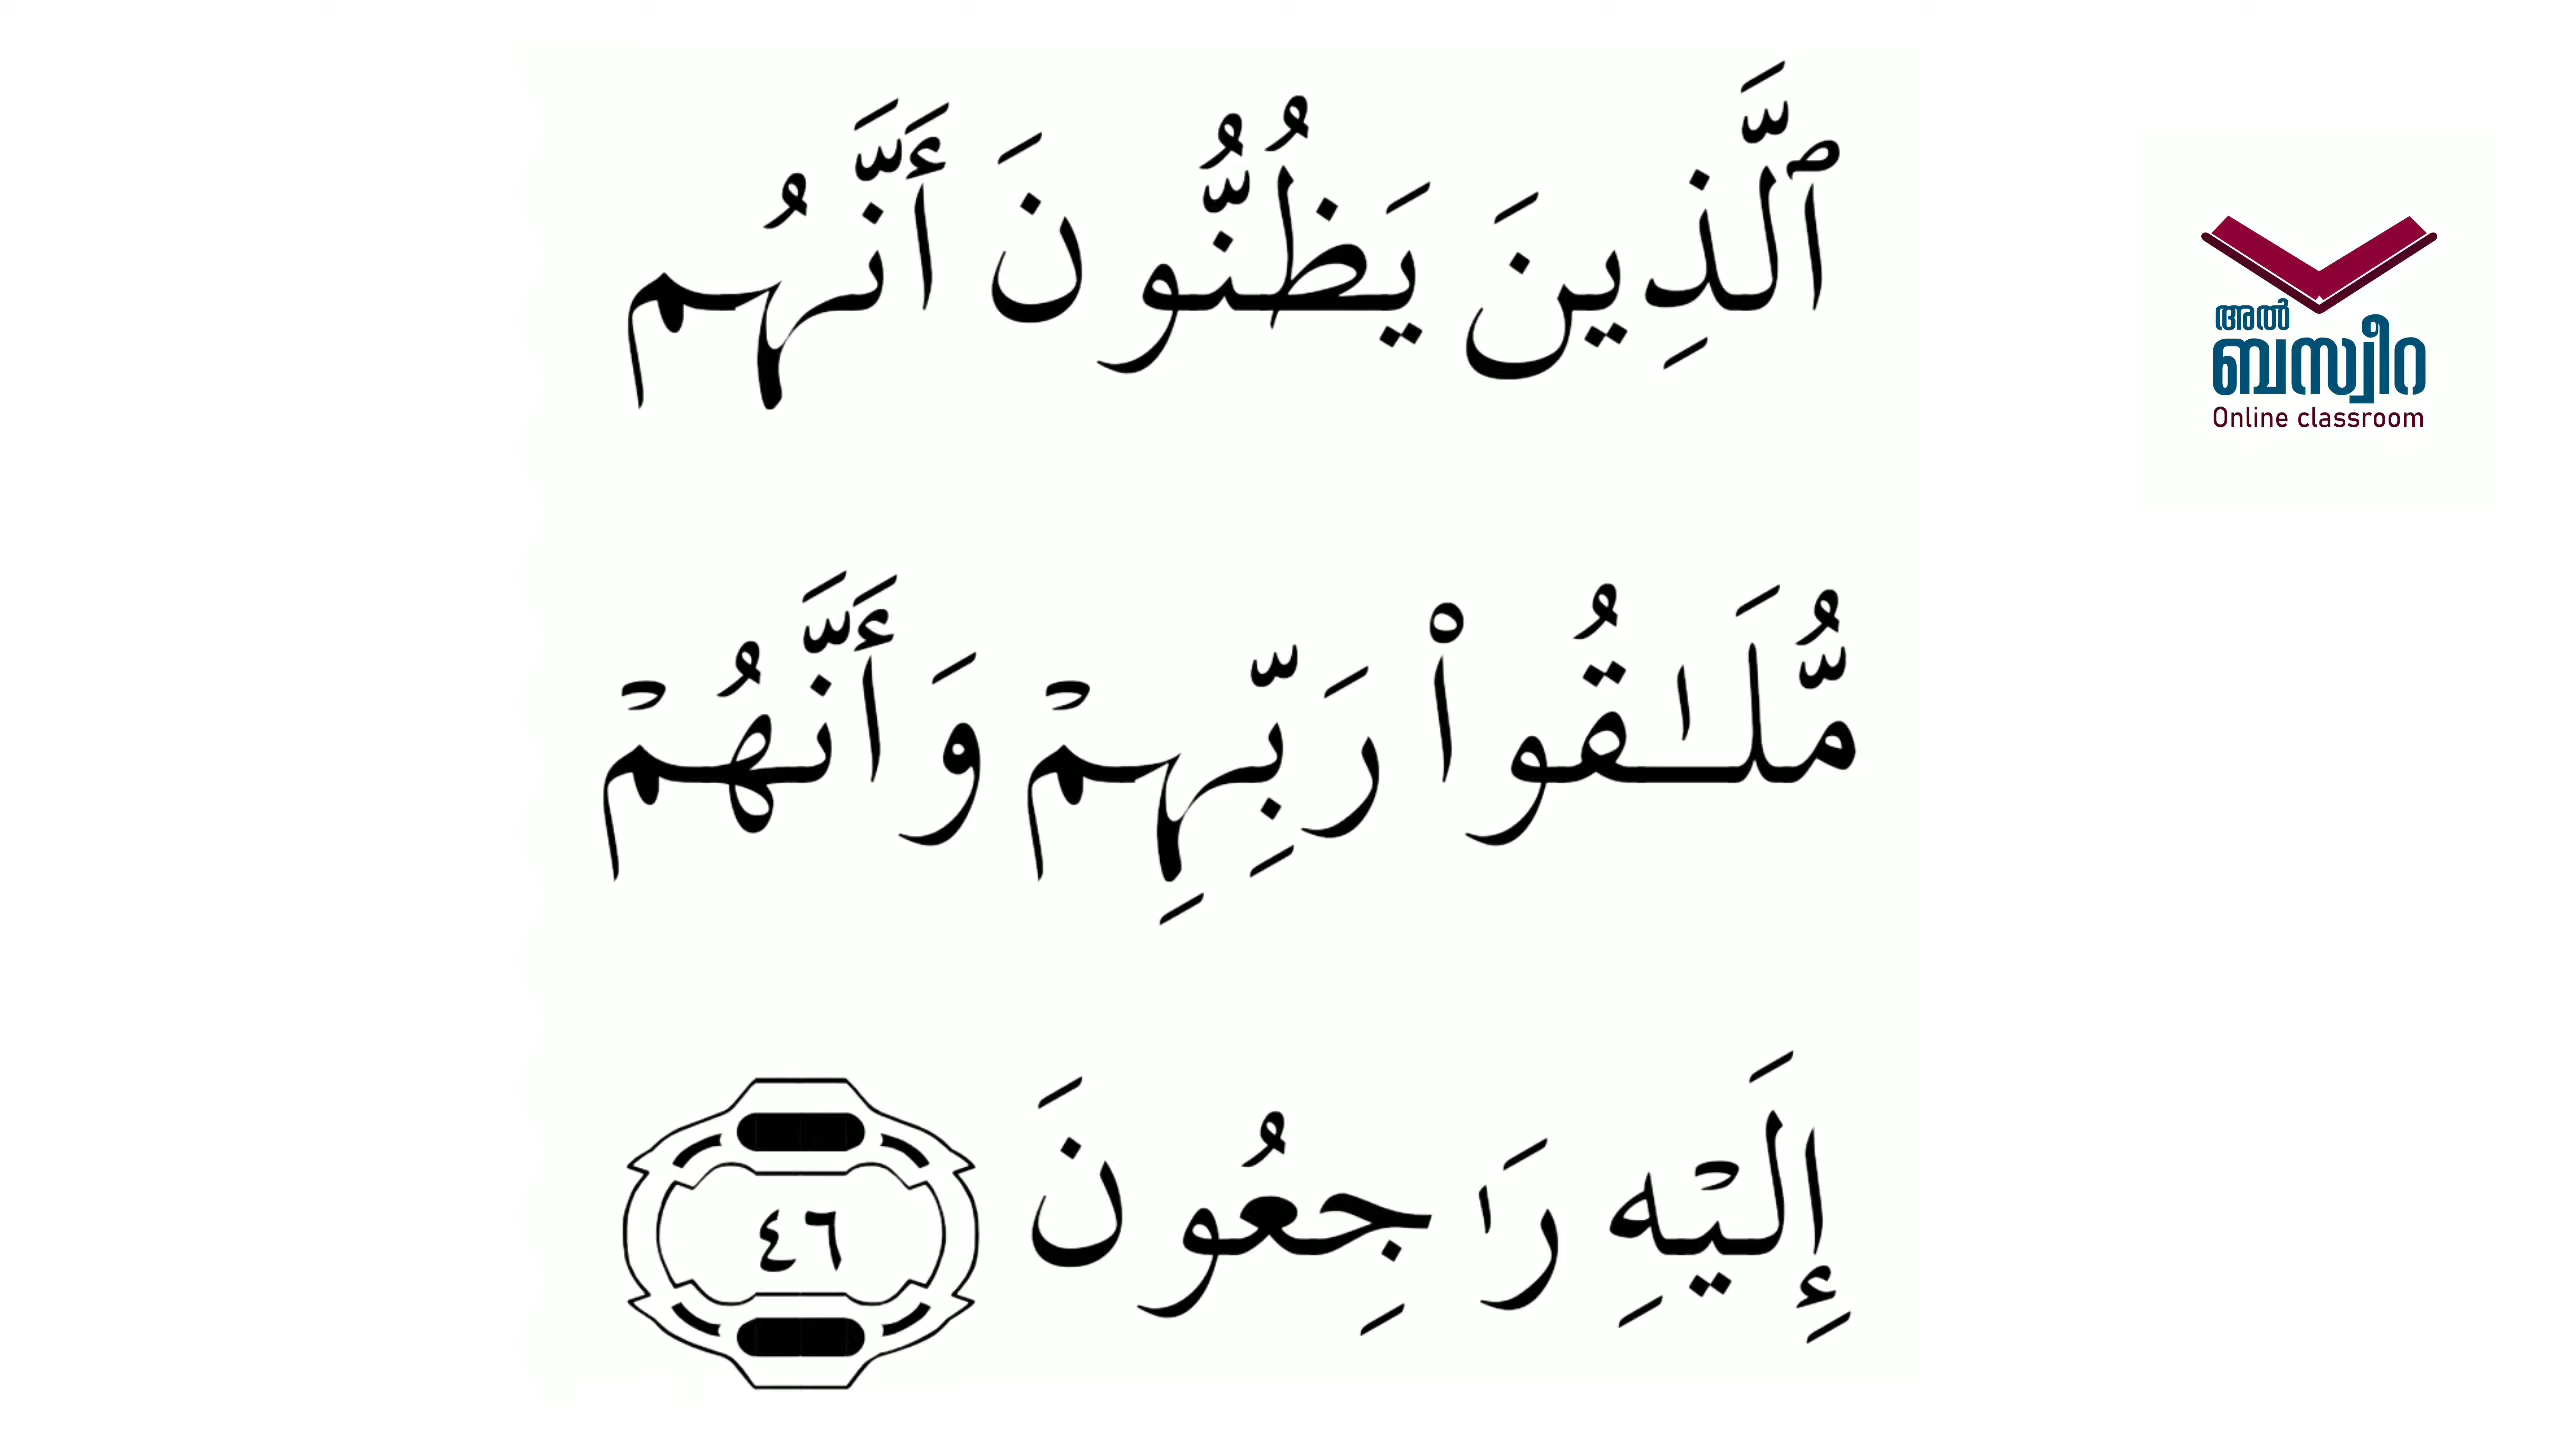 ٱلَّذِينَ يَظُنُّونَ أَنَّهُم
مُّلَـٰقُوا۟ رَبِّهِمْ وَأَنَّهُمْ
إِلَيْهِ رَٰجِعُونَ ٤٦
അൽ
ബസ്വീറ
Online classroom